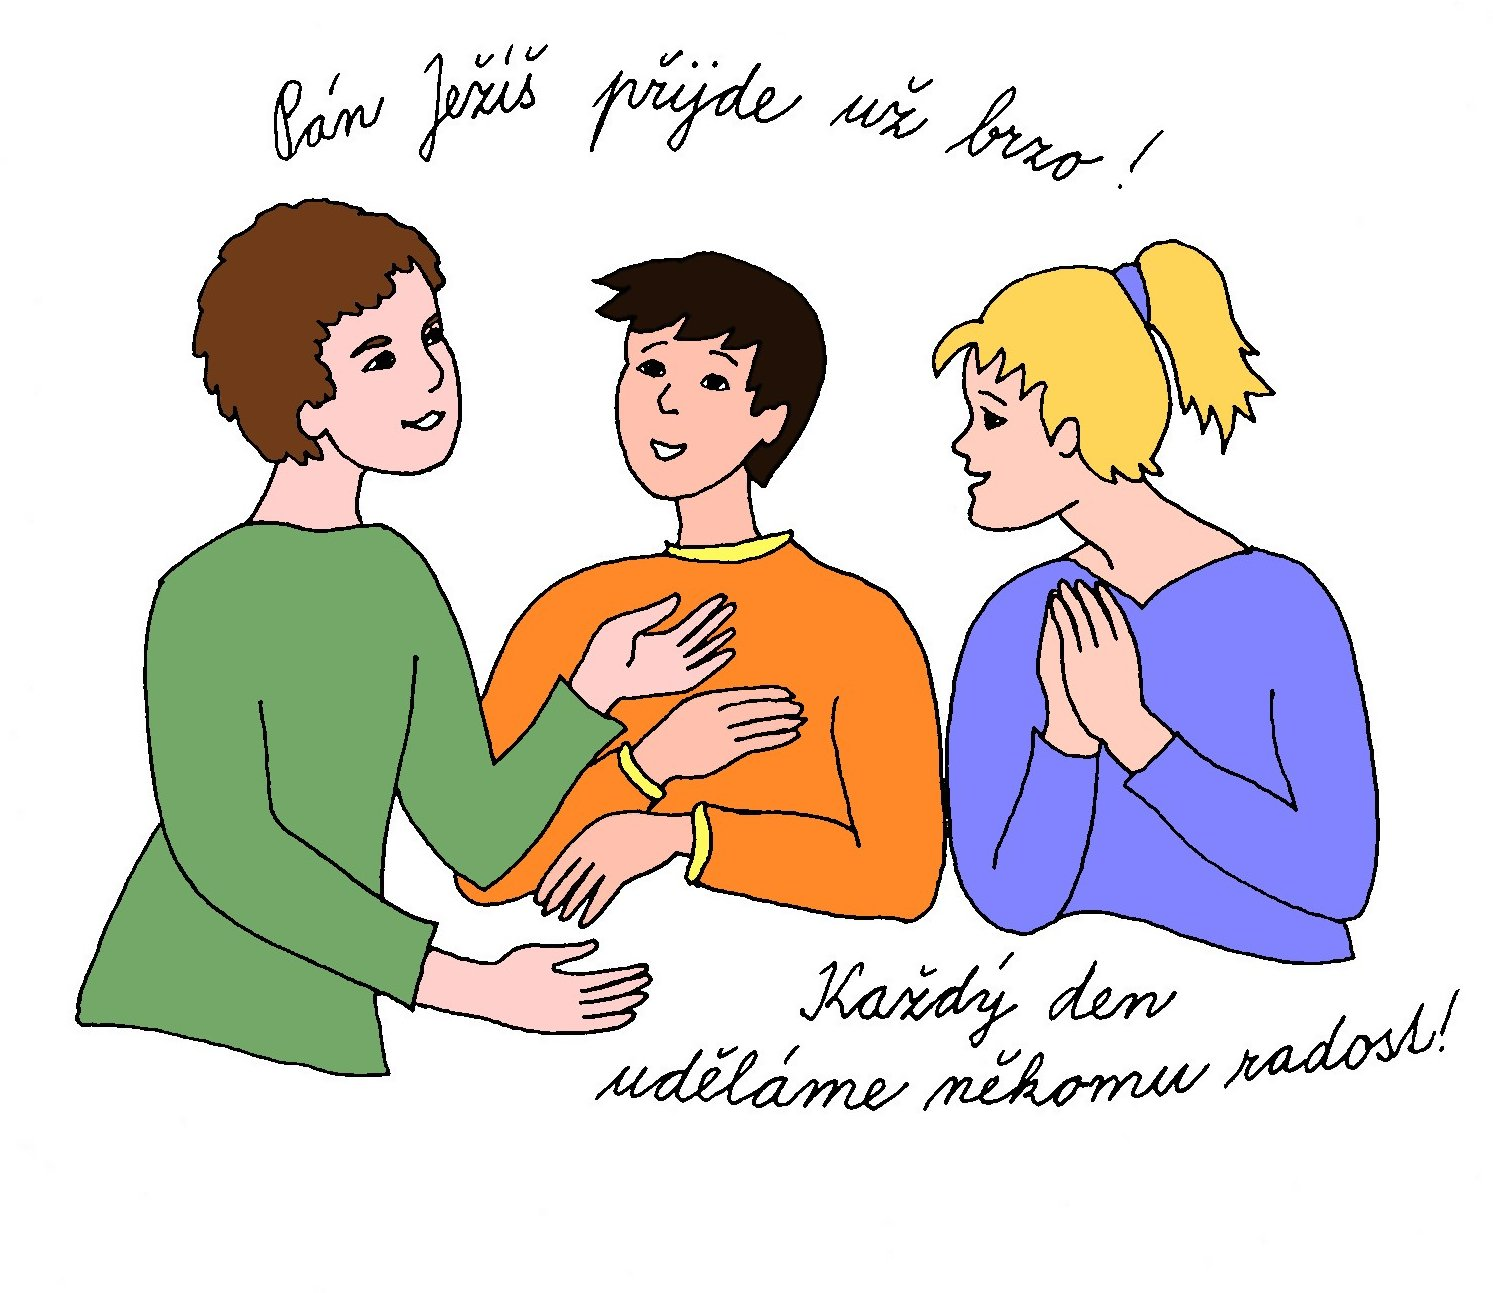 Pán Ježíš přijde už brzo!
Každý den
uděláme někomu radost!